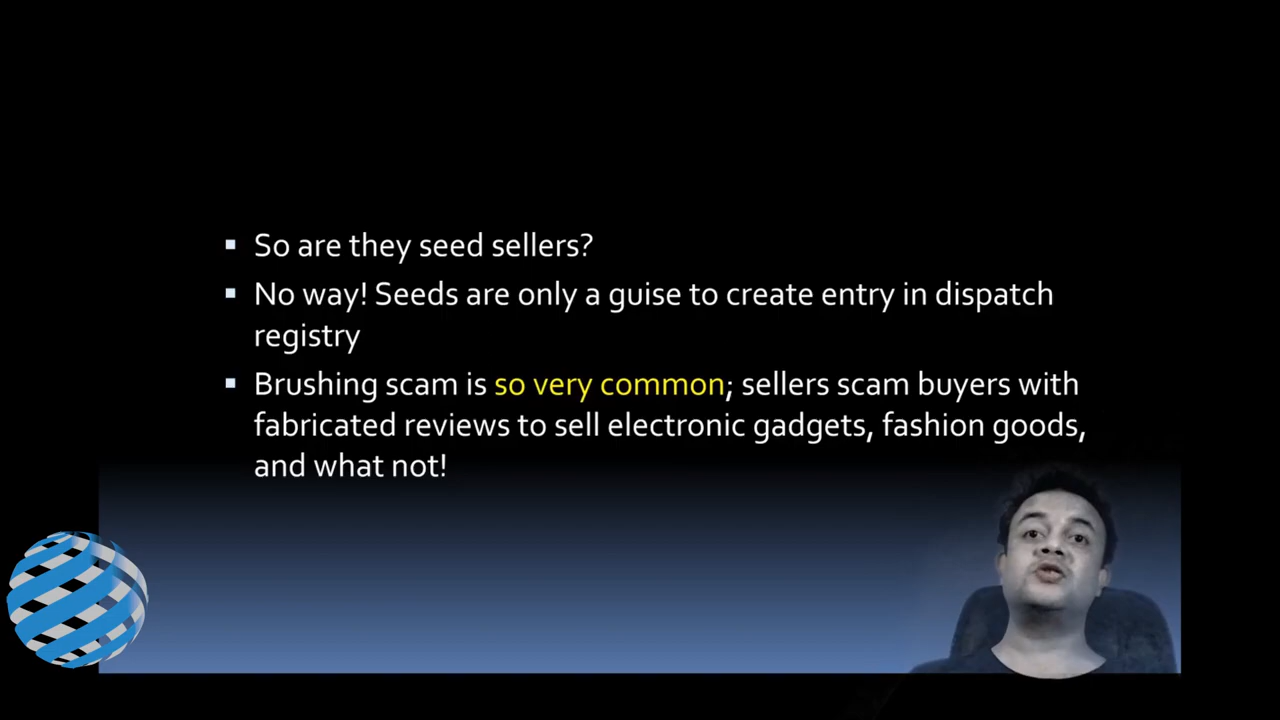 So are they seed sellers?
No way! Seeds are only a guise to create entry in dispatch
registry
Brushing scam is so very common; sellers scam buyers with
fabricated reviews to sell electronic gadgets, fashion goods,
and what not!